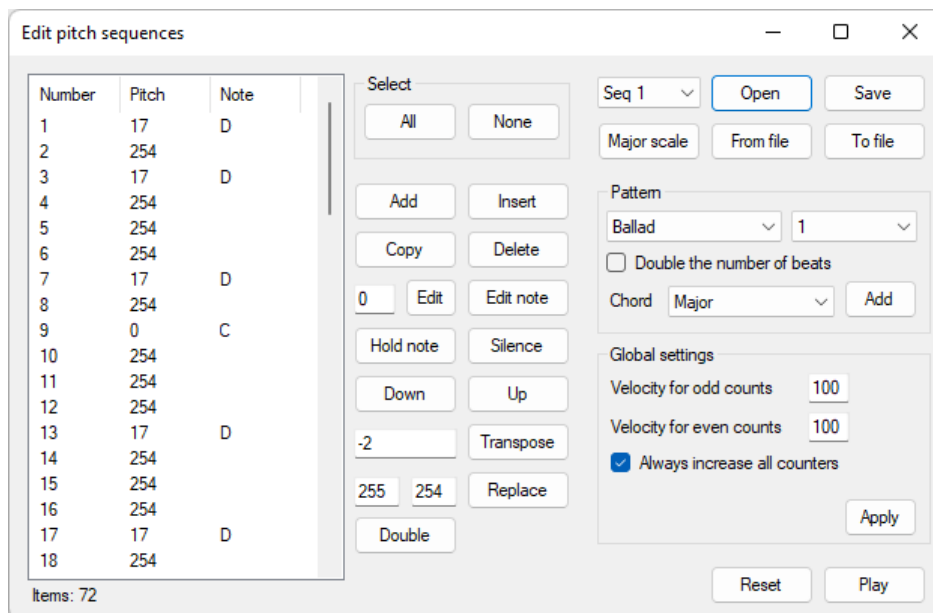 Edit pitch sequences
Number Pitch Note
1 17 D
2 254
3 17 D
4 254
5 254
6 254
7 17 D
8 254
9 0 C
10 254
11 254
12 254
13 17 D
14 254
15 254
16 254
17 17 D
18 254
Items: 72
Select
All None
Add Insert
Copy Delete
0 Edit Edit note
Hold note Silence
Down Up
-2 Transpose
255 254 Replace
Double
Seq 1 Open Save
Major scale From file To file
Pattern
Ballad 1
Double the number of beats
Chord Major Add
Global settings
Velocity for odd counts 100
Velocity for even counts 100
Always increase all counters
Apply
Reset Play